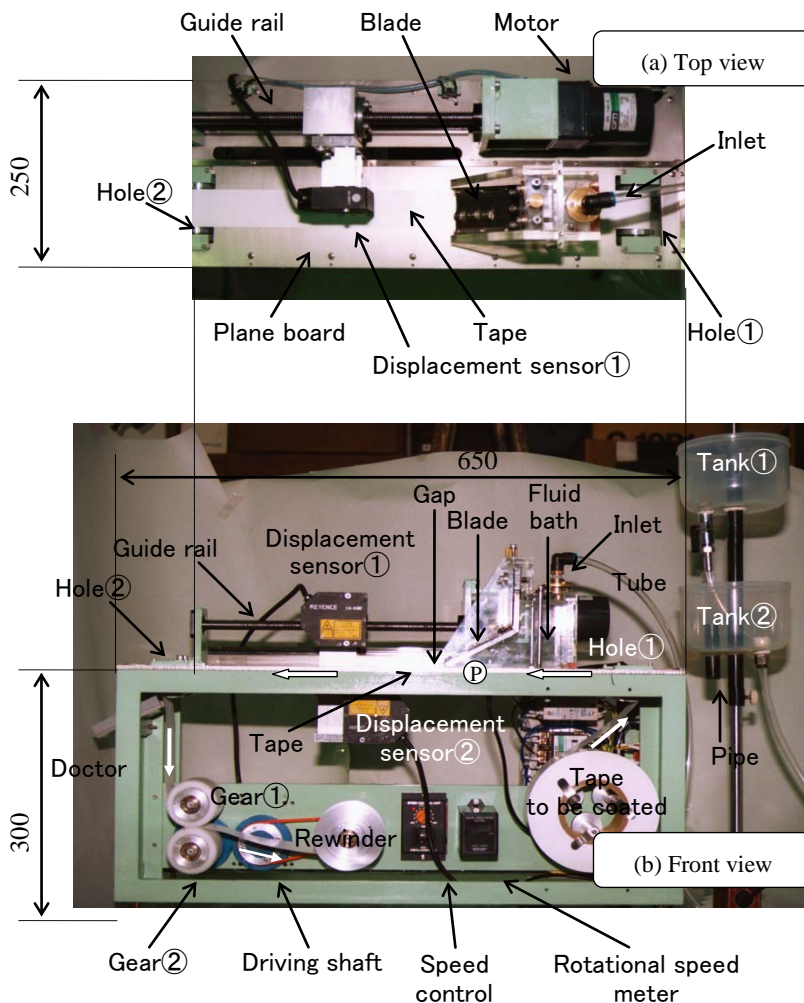 Guide rail
Blade
Motor
(a) Top view
Inlet
250
Hole②
Plane board
Tape
Hole①
Displacement sensor①
650
Tank①
Gap
Fluid
bath
Displacement
sensor①
Blade
Inlet
Guide rail
Tube
Hole②
KEYENCE
Tank②
Hole①
P
Tape
Displacement
sensor②
Pipe
Doctor
Gear①
Tape
to be coated
Rewinder
300
(b) Front view
Gear②
Driving shaft
Speed
control
Rotational speed
meter